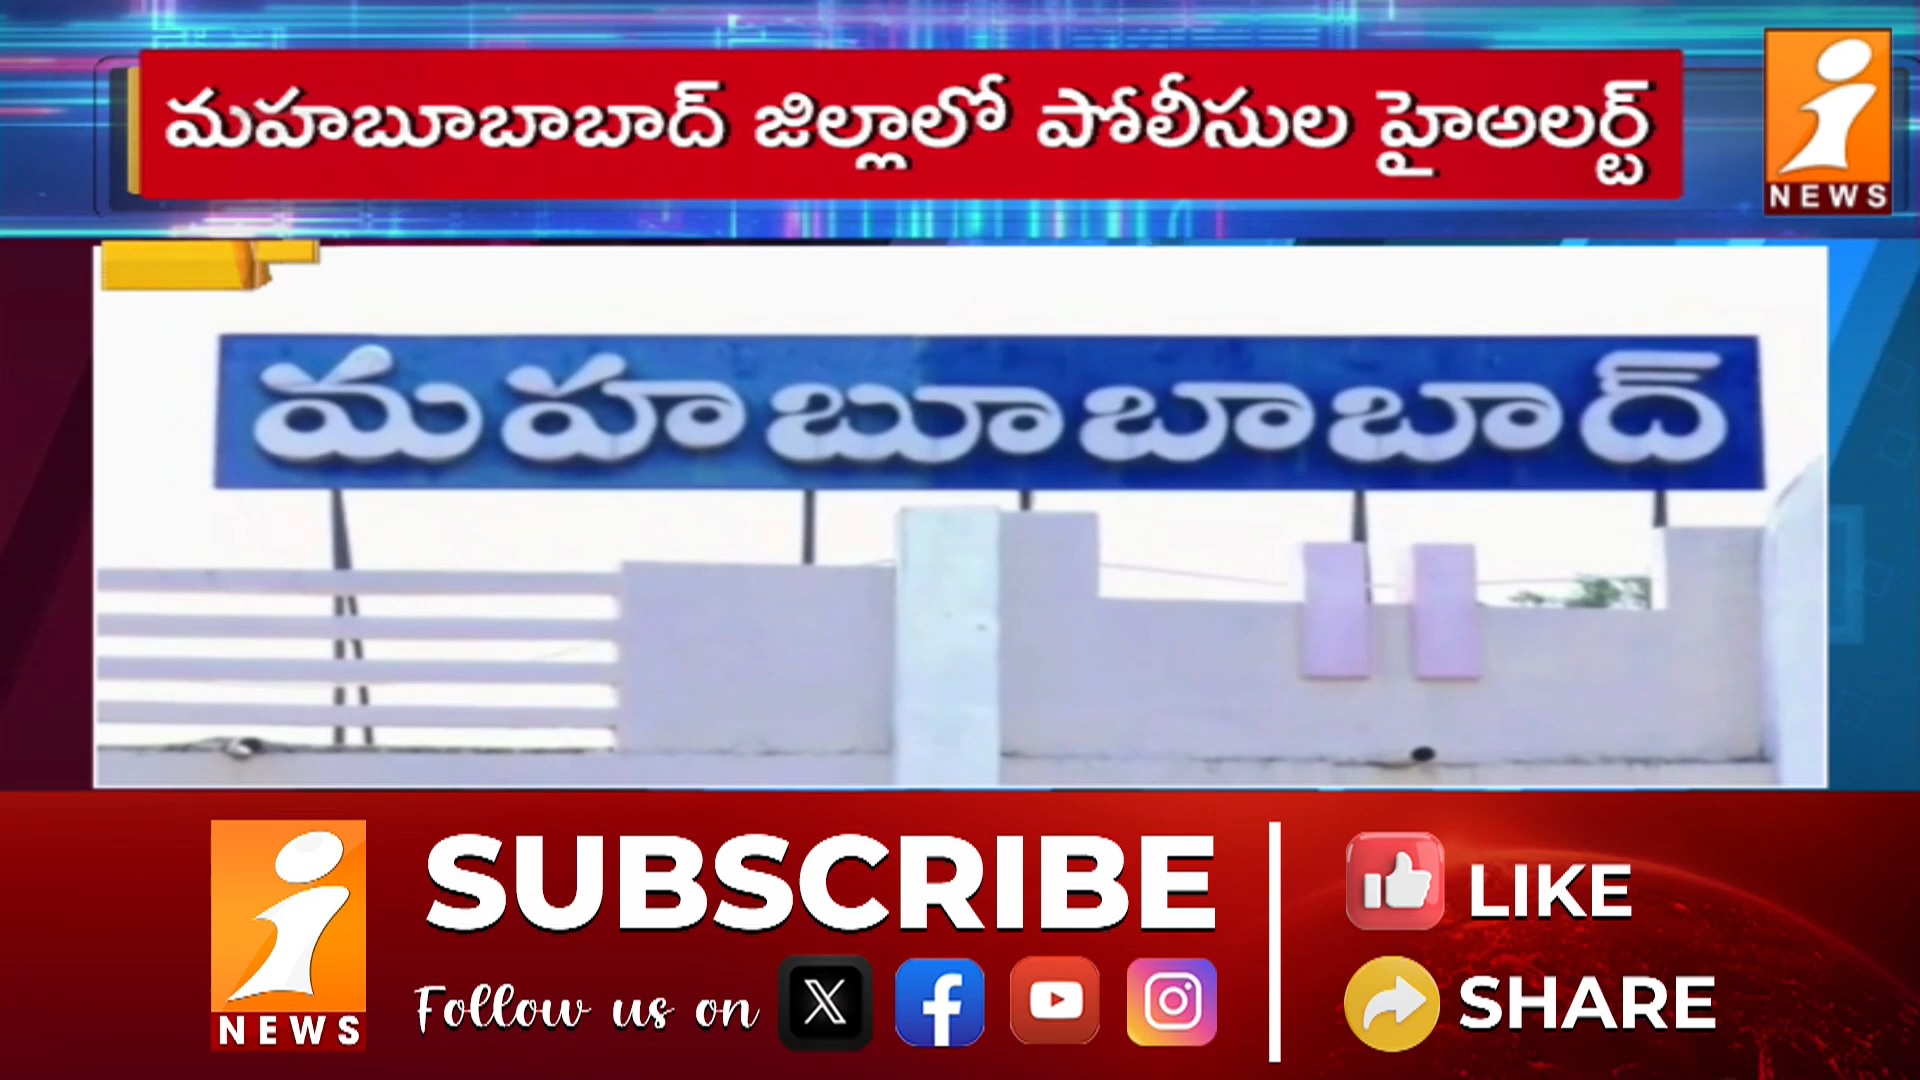 మహబూబాబాద్ జిల్లాలో పోలీసుల హైఅలర్ట్
i NEWS
మహబూబాబాద్
i NEWS
SUBSCRIBE
Follow us on
LIKE
SHARE